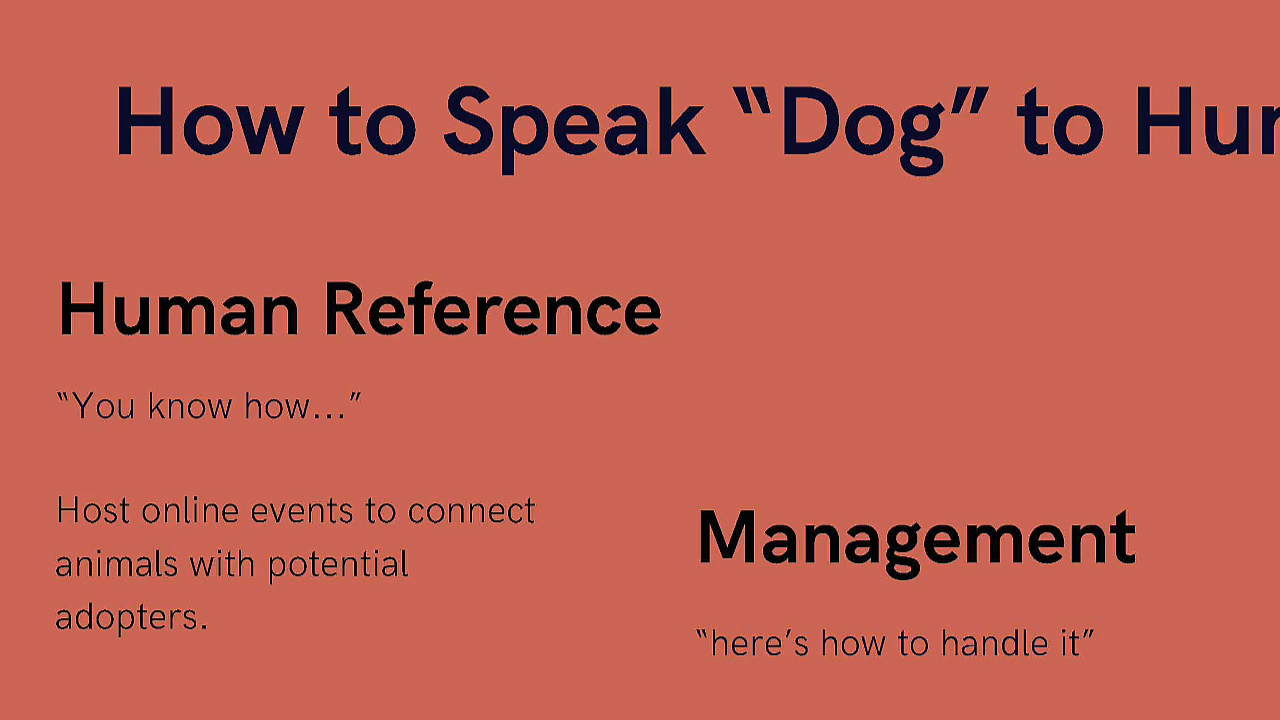 How to Speak “Dog” to
Human Reference
“You know how...”
Host online events to connect
animals with potential
adopters.
Management
“here’s how to handle it”